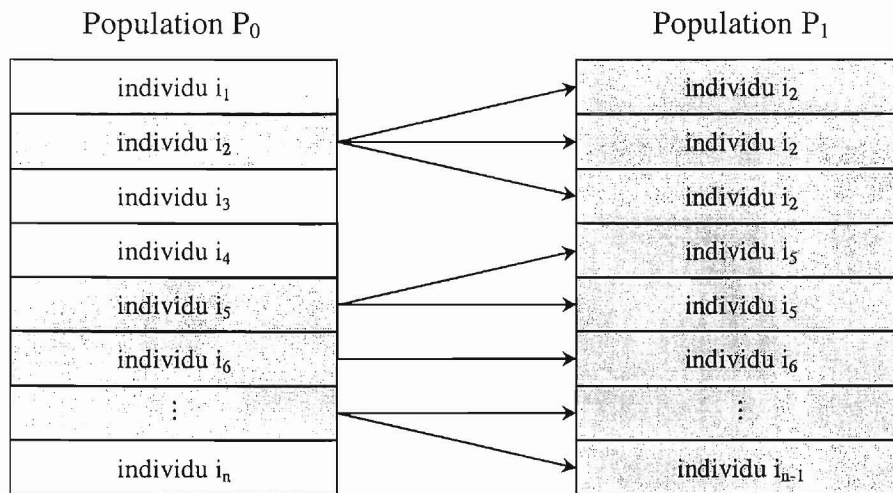 Population P₀
individu i₁
individu i₂
individu i₃
individu i₄
individu i₅
individu i₆
⋮
individu iₙ
Population P₁
individu i₂
individu i₂
individu i₂
individu i₅
individu i₅
individu i₆
⋮
individu iₙ₋₁